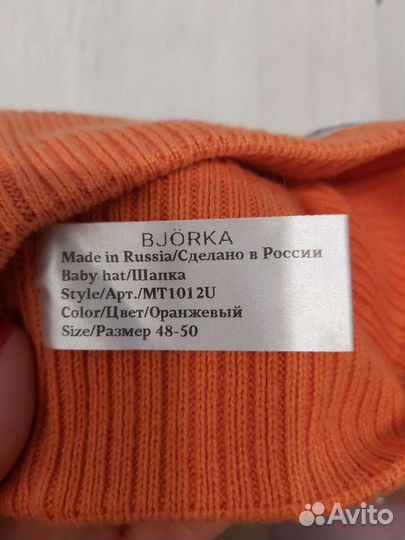 BJÖRKA
Made in Russia/Сделано в России
Baby hat/Шапка
Style/Арт./MT1012U
Color/Цвет/Оранжевый
Size/Размер 48-50
Avito